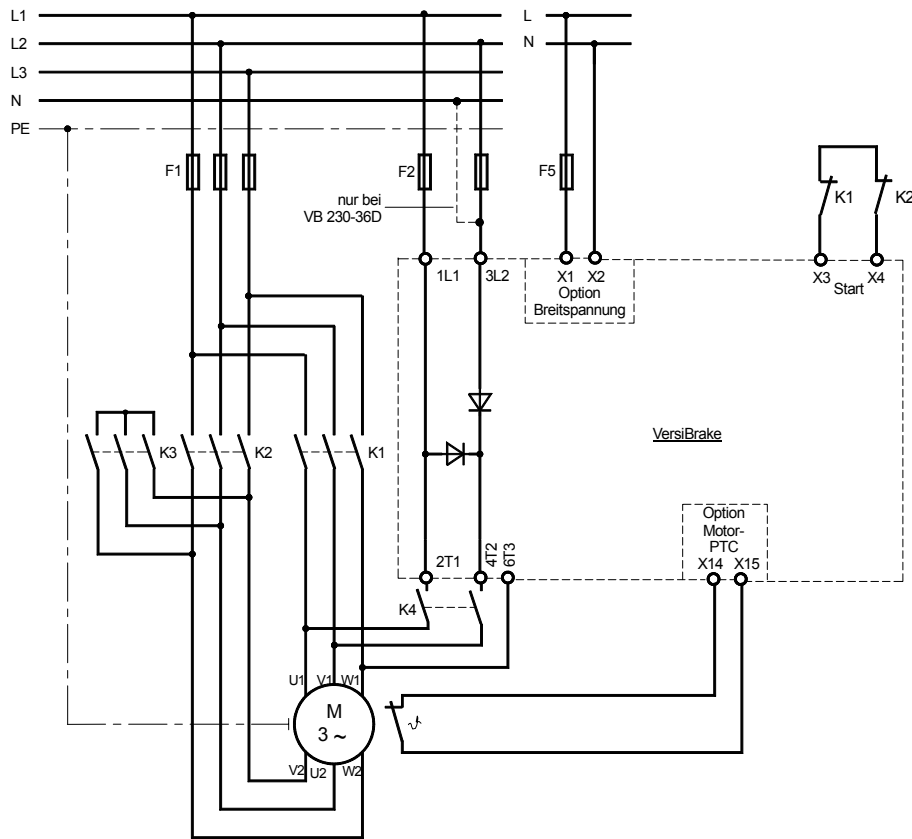 L1
L
L2
N
L3
N
PE
F1
F2
F5
nur bei
VB 230-36D
K1
K2
1L1
3L2
X1
X2
X3
X4
Option
Breitspannung
Start
K3
K2
K1
VersiBrake
Option
Motor-
PTC
X14
X15
2T1
4T2
6T3
K4
U1
V1
W1
M
3 ~
ϑ
V2
U2
W2